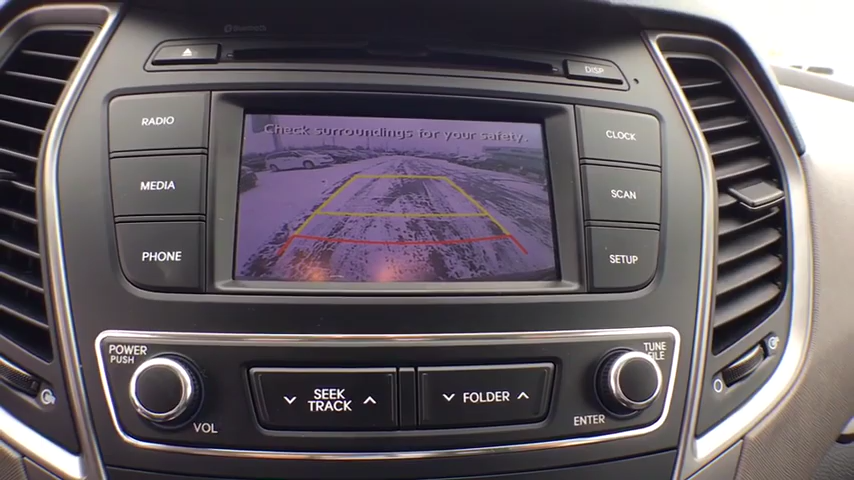 Bluetooth
DISP
Check surroundings for your safety.
RADIO
MEDIA
PHONE
CLOCK
SCAN
SETUP
POWER
PUSH
VOL
SEEK
TRACK
FOLDER
TUNE
FILE
ENTER